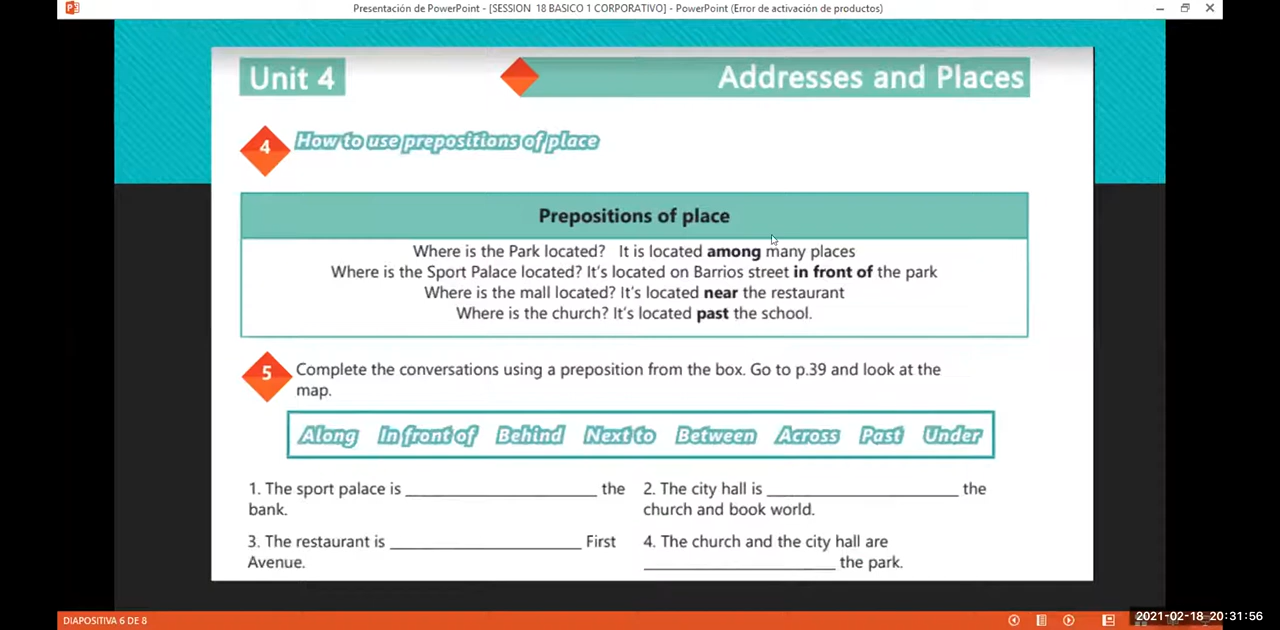 Presentación de PowerPoint - [SESSION 18 BASICO 1 CORPORATIVO] - PowerPoint (Error de activación de productos)
Unit 4
Addresses and Places
4 How to use prepositions of place
Prepositions of place
Where is the Park located? It is located among many places
Where is the Sport Palace located? It's located on Barrios street in front of the park
Where is the mall located? It's located near the restaurant
Where is the church? It's located past the school.
5 Complete the conversations using a preposition from the box. Go to p.39 and look at the
map.
Along In front of Behind Next to Between Across Past Under
1. The sport palace is ____________________ the
bank.
2. The city hall is ____________________ the
church and book world.
3. The restaurant is ____________________ First
Avenue.
4. The church and the city hall are
____________________ the park.
DIAPOSITIVA 6 DE 8
2021-02-18 20:31:56